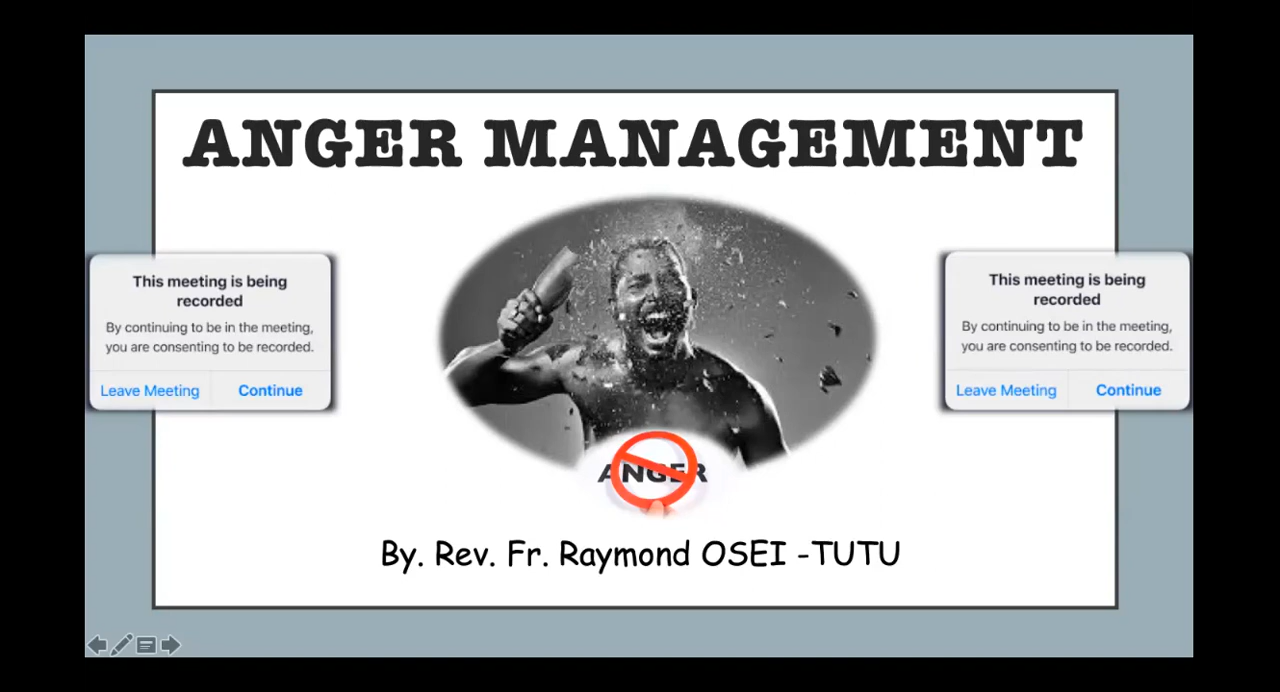 ANGER MANAGEMENT
This meeting is being
recorded
By continuing to be in the meeting,
you are consenting to be recorded.
Leave Meeting Continue
This meeting is being
recorded
By continuing to be in the meeting,
you are consenting to be recorded.
Leave Meeting Continue
ANGER
By. Rev. Fr. Raymond OSEI -TUTU